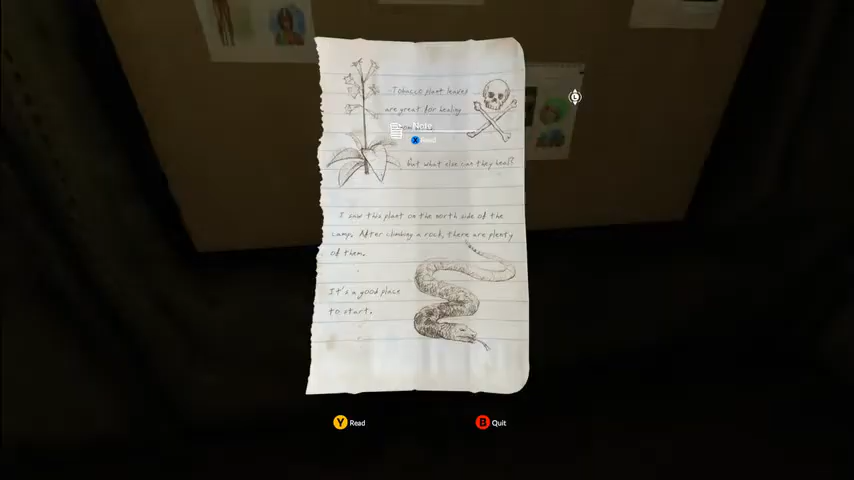 Tobacco plant leaves
are great for healing
Note
Read
But what else can they heal?
I saw this plant on the north side of the
camp. After climbing a rock, there are plenty
of them.
It's a good place
to start.
Y Read
B Quit